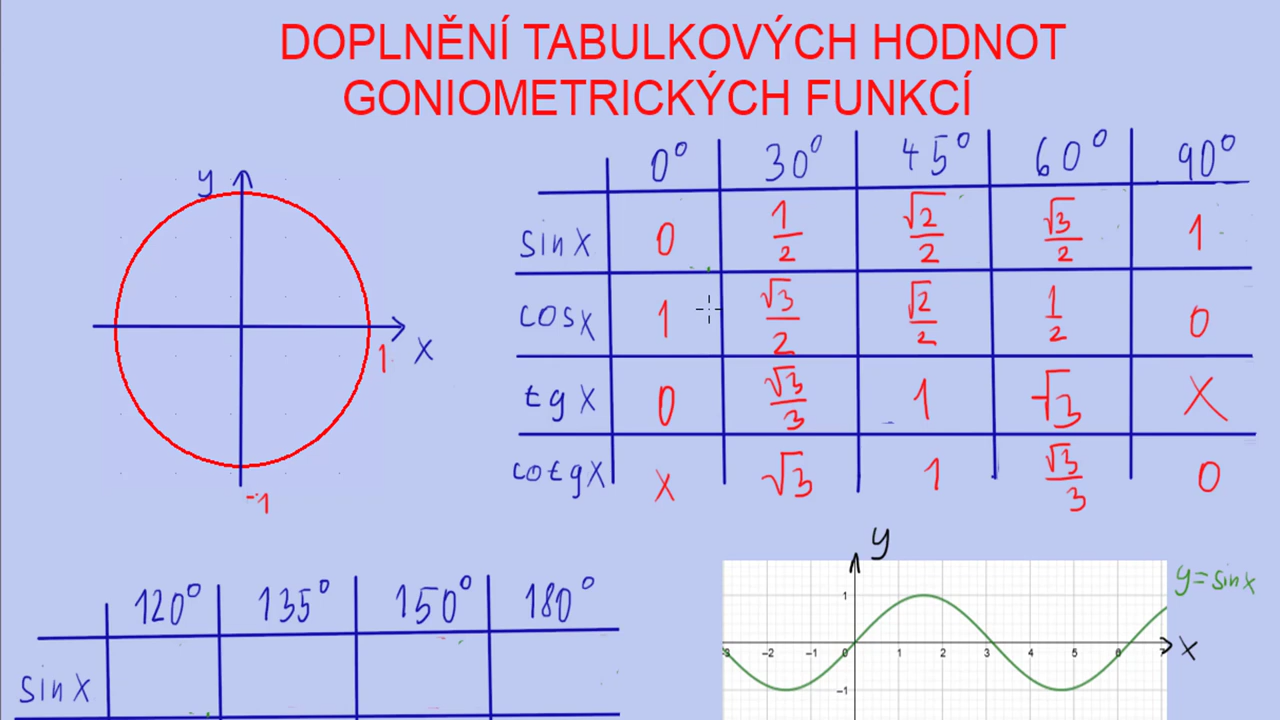 DOPLNĚNÍ TABULKOVÝCH HODNOT
GONIOMETRICKÝCH FUNKCÍ
0° 30° 45° 60° 90°
sin x 0 1/2 √2/2 √3/2 1
cos x 1 √3/2 √2/2 1/2 0
tg x 0 √3/3 1 √3 X
cotg x X √3 1 √3/3 0
y
1
x
-1
120° 135° 150° 180°
sin x
y
y=sin x
1
-3 -2 -1 0 1 2 3 4 5 6 7 x
-1